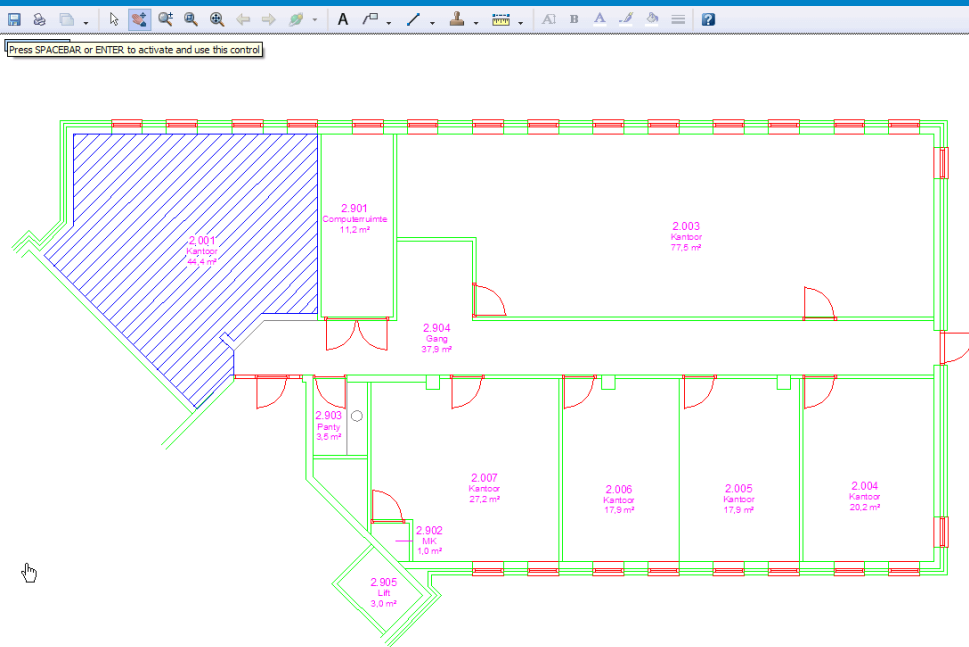 Press SPACEBAR or ENTER to activate and use this control
2.901
Computerruimte
11,2 m²
2.003
Kantoor
77,5 m²
2.001
Kantoor
44,4 m²
2.904
Gang
37,9 m²
2.903
Panty
3,5 m²
2.007
Kantoor
27,2 m²
2.006
Kantoor
17,9 m²
2.005
Kantoor
17,9 m²
2.004
Kantoor
20,2 m²
2.902
MK
1,0 m²
2.905
Lift
3,0 m²